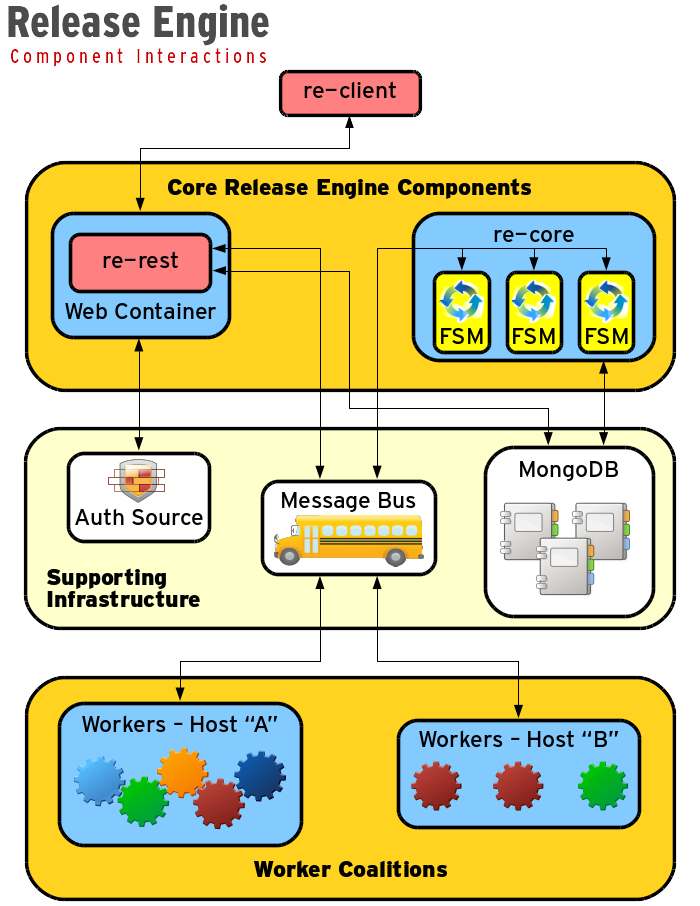 Release Engine
Component Interactions
re-client
Core Release Engine Components
re-rest
Web Container
re-core
FSM
FSM
FSM
Auth Source
Message Bus
MongoDB
Supporting
Infrastructure
Workers - Host “A”
Workers - Host “B”
Worker Coalitions